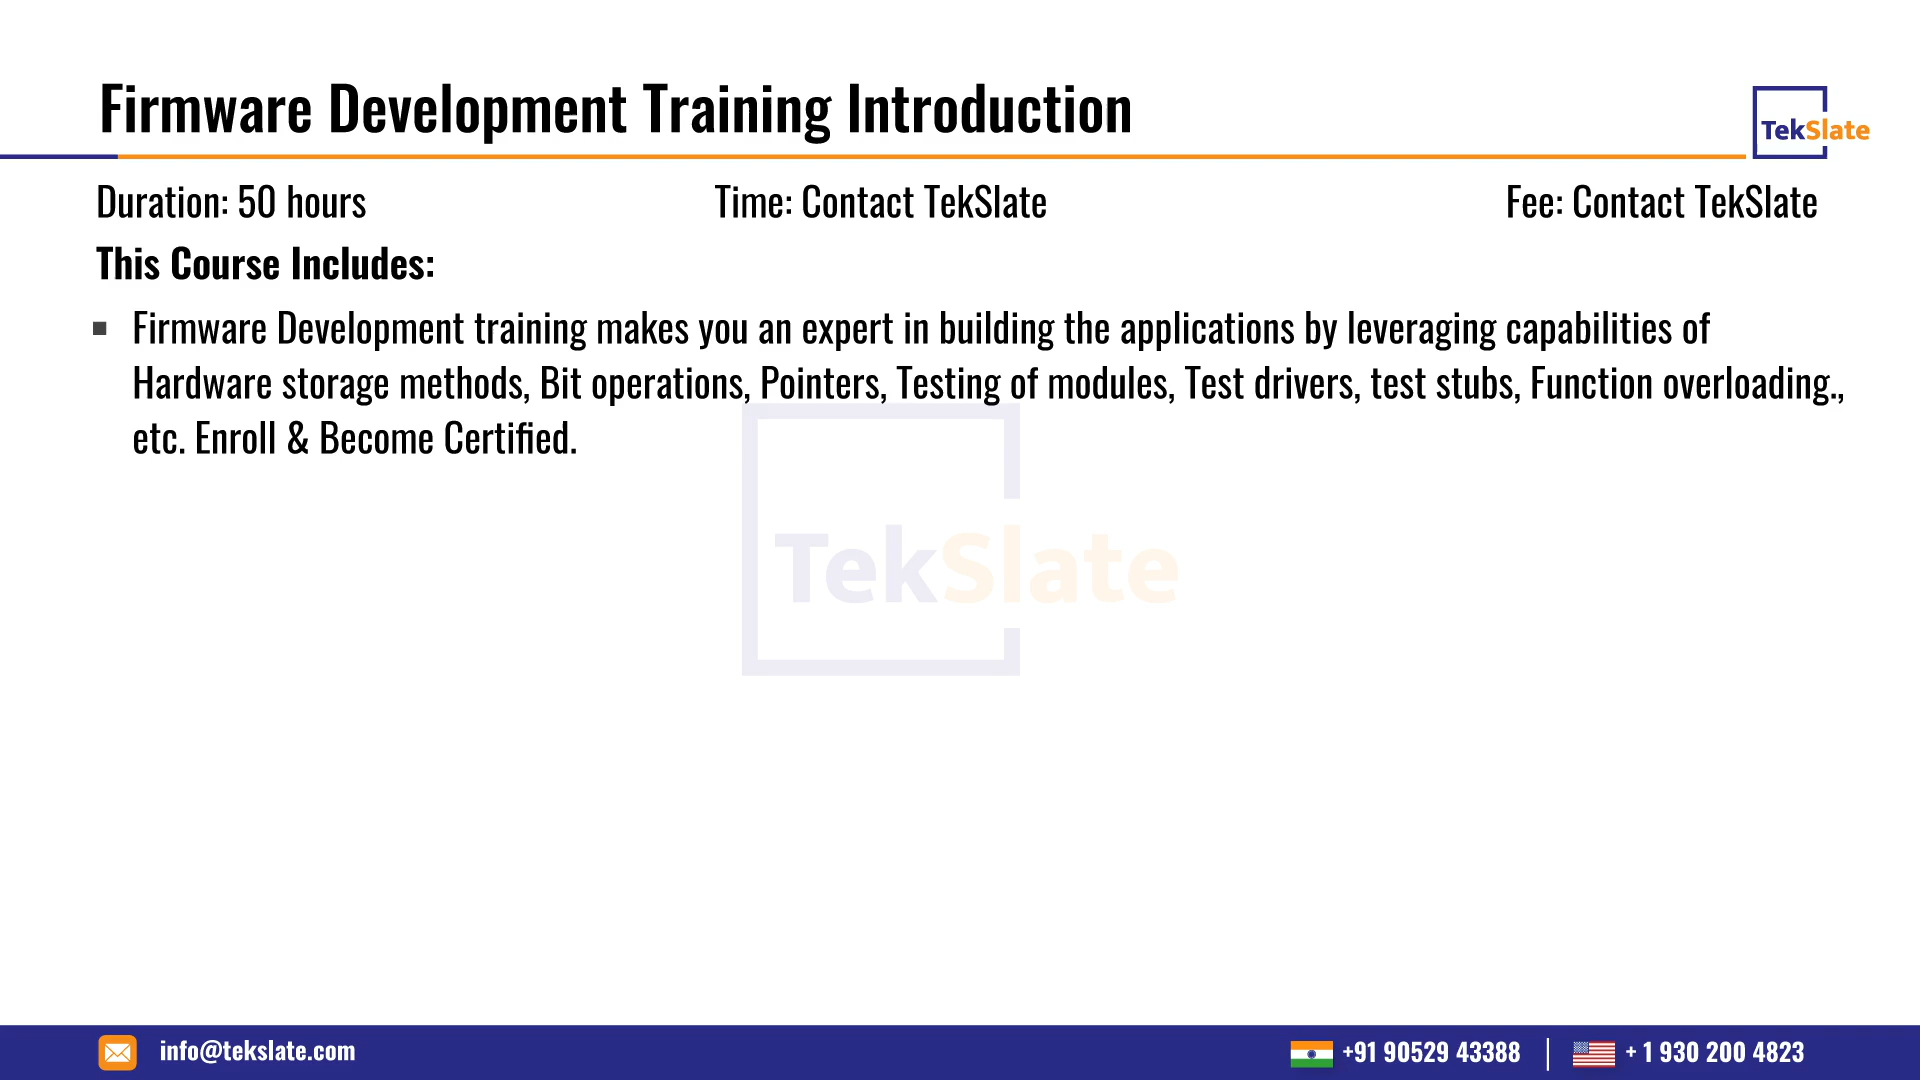 Firmware Development Training Introduction
TekSlate
Duration: 50 hours Time: Contact TekSlate Fee: Contact TekSlate
This Course Includes:
▪ Firmware Development training makes you an expert in building the applications by leveraging capabilities of
Hardware storage methods, Bit operations, Pointers, Testing of modules, Test drivers, test stubs, Function overloading.,
etc. Enroll & Become Certified.
TekSlate
info@tekslate.com +91 90529 43388 | + 1 930 200 4823